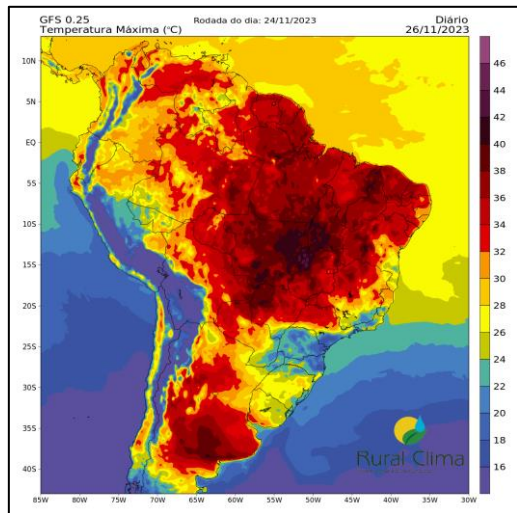 GFS 0.25 Rodada do dia: 24/11/2023 Diário
Temperatura Máxima (°C) 26/11/2023
10N
5N
EQ
5S
10S
15S
20S
25S
30S
35S
40S
85W 80W 75W 70W 65W 60W 55W 50W 45W 40W 35W 30W
46
44
42
40
38
36
34
33
32
30
28
26
24
22
20
18
16
14
Rural Clima